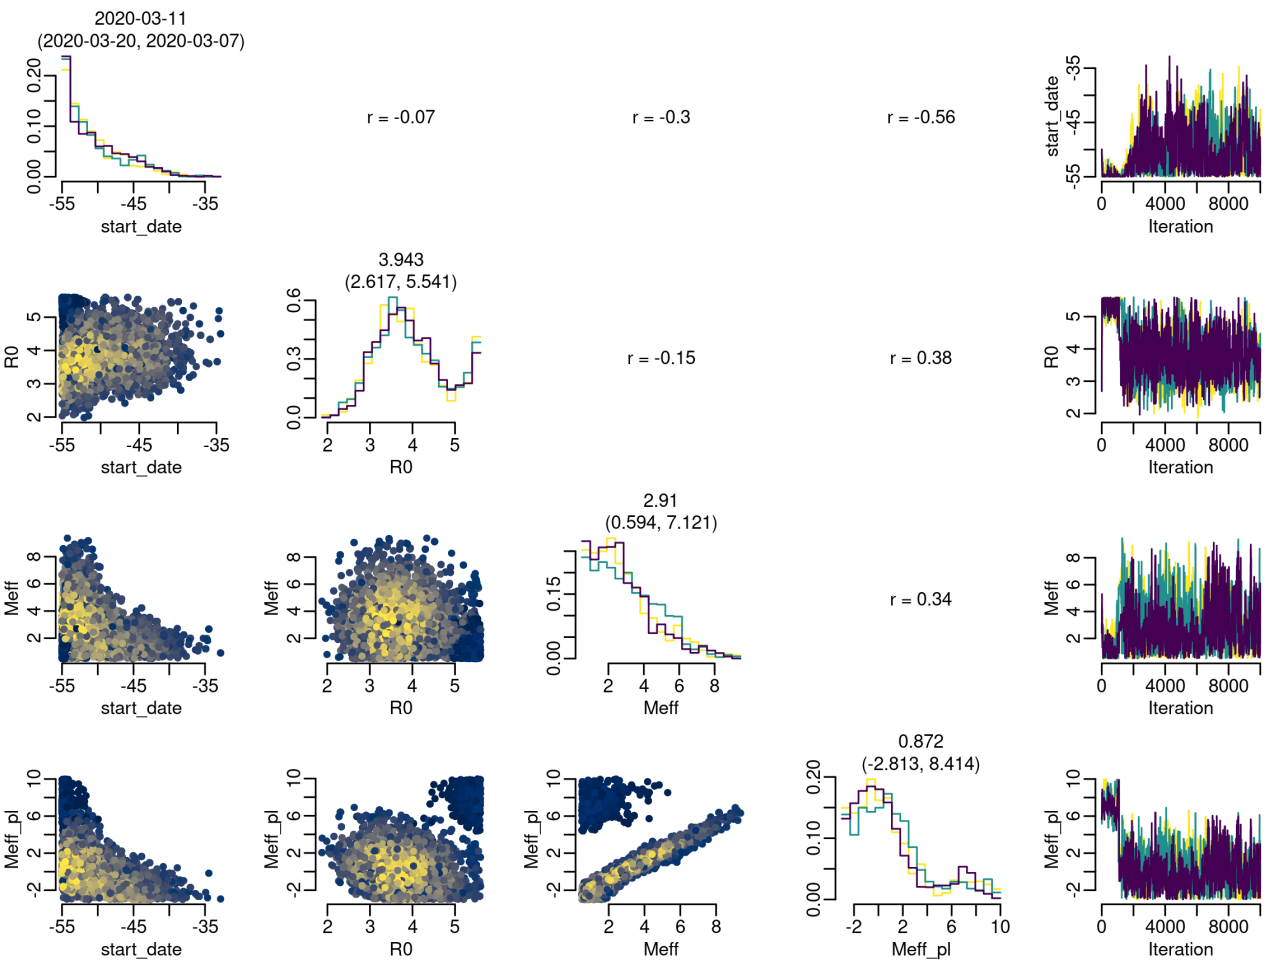 2020-03-11
(2020-03-20, 2020-03-07)
0.20
0.10
0.00
-55 -45 -35
start_date
r = -0.07
r = -0.3
r = -0.56
start_date
-35
-45
-55
0 4000 8000
Iteration
R0
5
4
3
2
-55 -45 -35
start_date
3.943
(2.617, 5.541)
0.6
0.3
0.0
2 3 4 5
R0
r = -0.15
r = 0.38
R0
5
4
3
2
0 4000 8000
Iteration
Meff
8
6
4
2
-55 -45 -35
start_date
Meff
8
6
4
2
2 3 4 5
R0
2.91
(0.594, 7.121)
0.15
0.00
2 4 6 8
Meff
r = 0.34
Meff
8
6
4
2
0 4000 8000
Iteration
Meff_pl
10
6
2
-2
-55 -45 -35
start_date
Meff_pl
10
6
2
-2
2 3 4 5
R0
Meff_pl
10
6
2
-2
2 4 6 8
Meff
0.872
(-2.813, 8.414)
0.20
0.10
0.00
-2 2 6 10
Meff_pl
Meff_pl
10
6
2
-2
0 4000 8000
Iteration